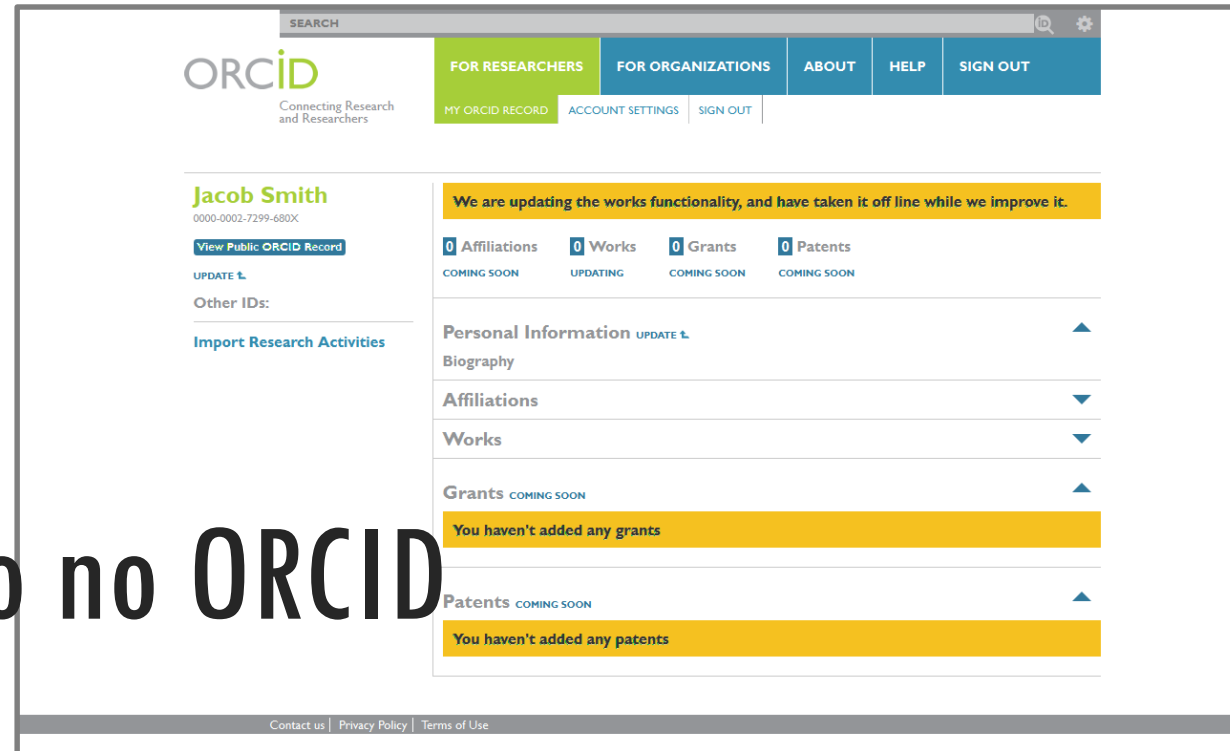 SEARCH
ORCID
Connecting Research
and Researchers
FOR RESEARCHERS FOR ORGANIZATIONS ABOUT HELP SIGN OUT
MY ORCID RECORD ACCOUNT SETTINGS SIGN OUT
Jacob Smith
0000-0002-7299-680X
View Public ORCID Record
UPDATE
Other IDs:
Import Research Activities
We are updating the works functionality, and have taken it off line while we improve it.
0 Affiliations 0 Works 0 Grants 0 Patents
COMING SOON UPDATING COMING SOON COMING SOON
Personal Information UPDATE
Biography
Affiliations
Works
Grants COMING SOON
You haven't added any grants
no ORCID
Patents COMING SOON
You haven't added any patents
Contact us | Privacy Policy | Terms of Use